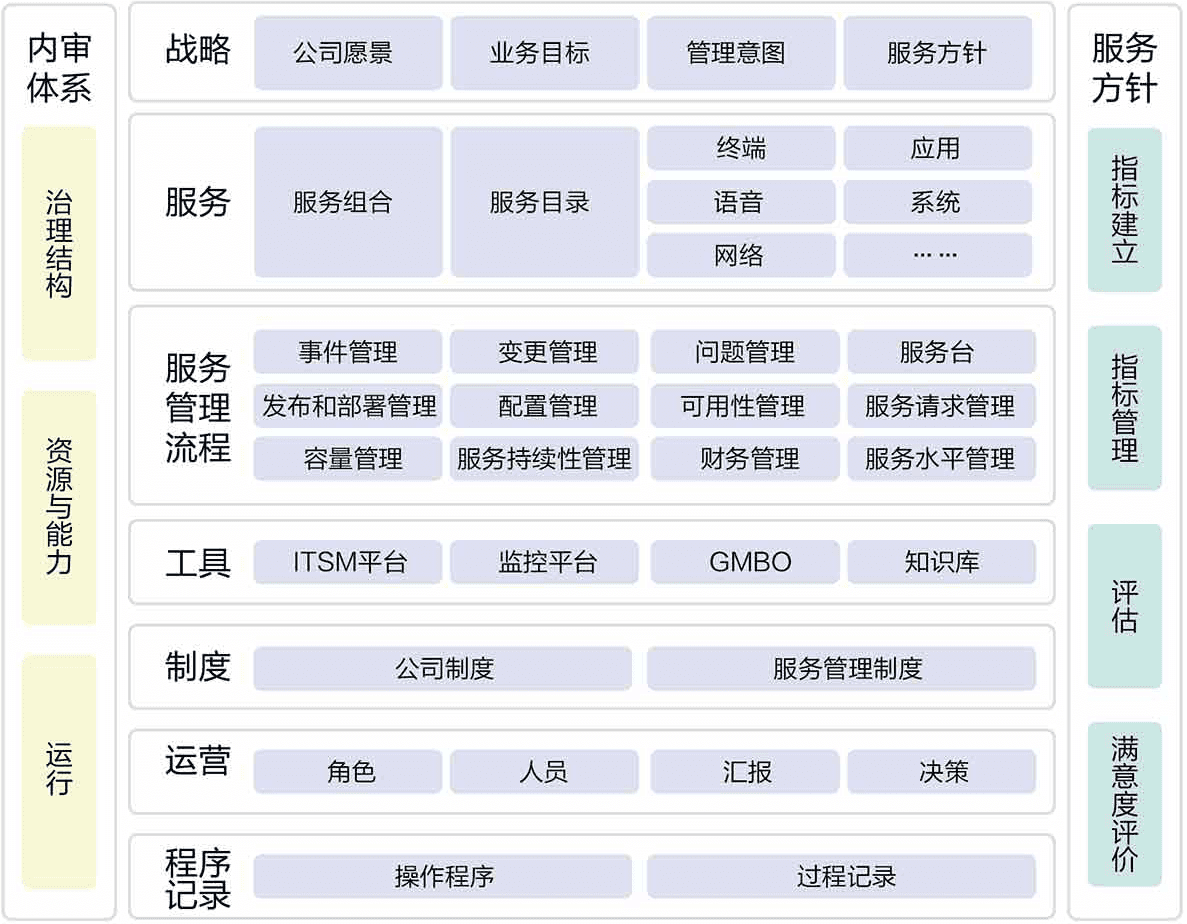 内审
体系
治理结构
资源与能力
运行
战略
公司愿景
业务目标
管理意图
服务方针
服务
服务组合
服务目录
终端
应用
语音
系统
网络
… …
服务
管理
流程
事件管理
变更管理
问题管理
服务台
发布和部署管理
配置管理
可用性管理
服务请求管理
容量管理
服务持续性管理
财务管理
服务水平管理
工具
ITSM平台
监控平台
GMBO
知识库
制度
公司制度
服务管理制度
运营
角色
人员
汇报
决策
程序
记录
操作程序
过程记录
服务
方针
指标建立
指标管理
评估
满意度评价